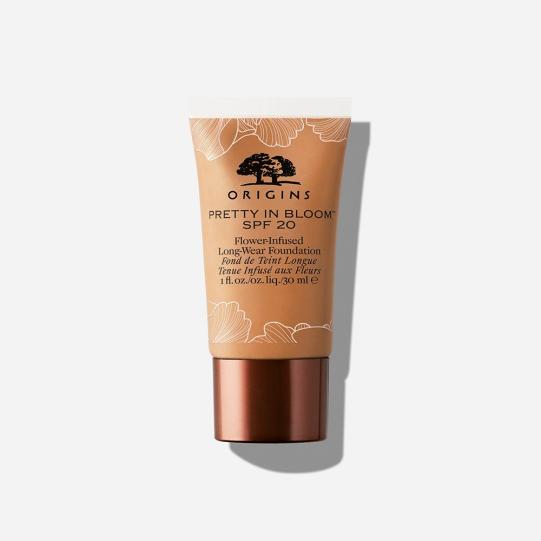 ORIGINS
PRETTY IN BLOOM™
SPF 20
Flower-Infused
Long-Wear Foundation
Fond de Teint Longue
Tenue Infusé aux Fleurs
1 fl.oz./oz.liq./30 ml ℮